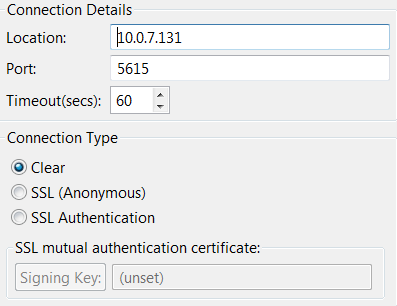 Connection Details
Location: 10.0.7.131
Port: 5615
Timeout(secs): 60
Connection Type
Clear
SSL (Anonymous)
SSL Authentication
SSL mutual authentication certificate:
Signing Key: (unset)